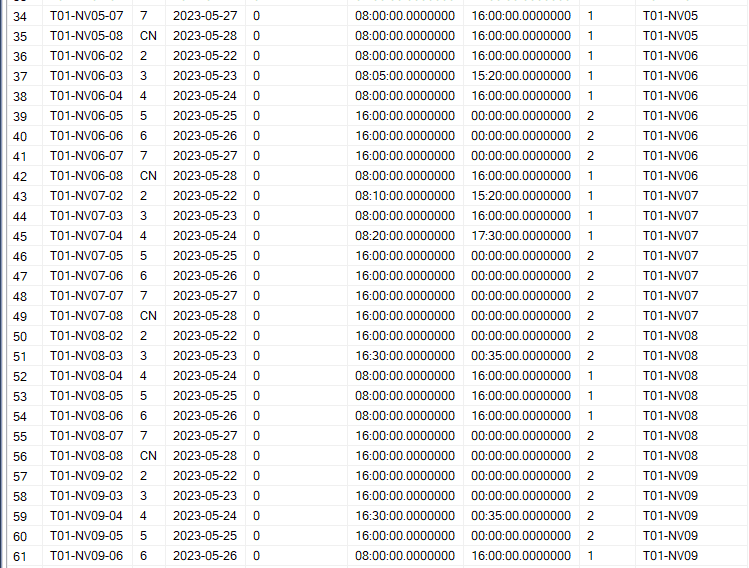 34 T01-NV05-07 7 2023-05-27 0 08:00:00.0000000 16:00:00.0000000 1 T01-NV05
35 T01-NV05-08 CN 2023-05-28 0 08:00:00.0000000 16:00:00.0000000 1 T01-NV05
36 T01-NV06-02 2 2023-05-22 0 08:00:00.0000000 16:00:00.0000000 1 T01-NV06
37 T01-NV06-03 3 2023-05-23 0 08:05:00.0000000 15:20:00.0000000 1 T01-NV06
38 T01-NV06-04 4 2023-05-24 0 08:00:00.0000000 16:00:00.0000000 1 T01-NV06
39 T01-NV06-05 5 2023-05-25 0 16:00:00.0000000 00:00:00.0000000 2 T01-NV06
40 T01-NV06-06 6 2023-05-26 0 16:00:00.0000000 00:00:00.0000000 2 T01-NV06
41 T01-NV06-07 7 2023-05-27 0 16:00:00.0000000 00:00:00.0000000 2 T01-NV06
42 T01-NV06-08 CN 2023-05-28 0 08:00:00.0000000 16:00:00.0000000 1 T01-NV06
43 T01-NV07-02 2 2023-05-22 0 08:10:00.0000000 15:20:00.0000000 1 T01-NV07
44 T01-NV07-03 3 2023-05-23 0 08:00:00.0000000 16:00:00.0000000 1 T01-NV07
45 T01-NV07-04 4 2023-05-24 0 08:20:00.0000000 17:30:00.0000000 1 T01-NV07
46 T01-NV07-05 5 2023-05-25 0 16:00:00.0000000 00:00:00.0000000 2 T01-NV07
47 T01-NV07-06 6 2023-05-26 0 16:00:00.0000000 00:00:00.0000000 2 T01-NV07
48 T01-NV07-07 7 2023-05-27 0 16:00:00.0000000 00:00:00.0000000 2 T01-NV07
49 T01-NV07-08 CN 2023-05-28 0 16:00:00.0000000 00:00:00.0000000 2 T01-NV07
50 T01-NV08-02 2 2023-05-22 0 16:00:00.0000000 00:00:00.0000000 2 T01-NV08
51 T01-NV08-03 3 2023-05-23 0 16:30:00.0000000 00:35:00.0000000 2 T01-NV08
52 T01-NV08-04 4 2023-05-24 0 08:00:00.0000000 16:00:00.0000000 1 T01-NV08
53 T01-NV08-05 5 2023-05-25 0 08:00:00.0000000 16:00:00.0000000 1 T01-NV08
54 T01-NV08-06 6 2023-05-26 0 08:00:00.0000000 16:00:00.0000000 1 T01-NV08
55 T01-NV08-07 7 2023-05-27 0 16:00:00.0000000 00:00:00.0000000 2 T01-NV08
56 T01-NV08-08 CN 2023-05-28 0 16:00:00.0000000 00:00:00.0000000 2 T01-NV08
57 T01-NV09-02 2 2023-05-22 0 16:00:00.0000000 00:00:00.0000000 2 T01-NV09
58 T01-NV09-03 3 2023-05-23 0 16:00:00.0000000 00:00:00.0000000 2 T01-NV09
59 T01-NV09-04 4 2023-05-24 0 16:30:00.0000000 00:35:00.0000000 2 T01-NV09
60 T01-NV09-05 5 2023-05-25 0 16:00:00.0000000 00:00:00.0000000 2 T01-NV09
61 T01-NV09-06 6 2023-05-26 0 08:00:00.0000000 16:00:00.0000000 1 T01-NV09